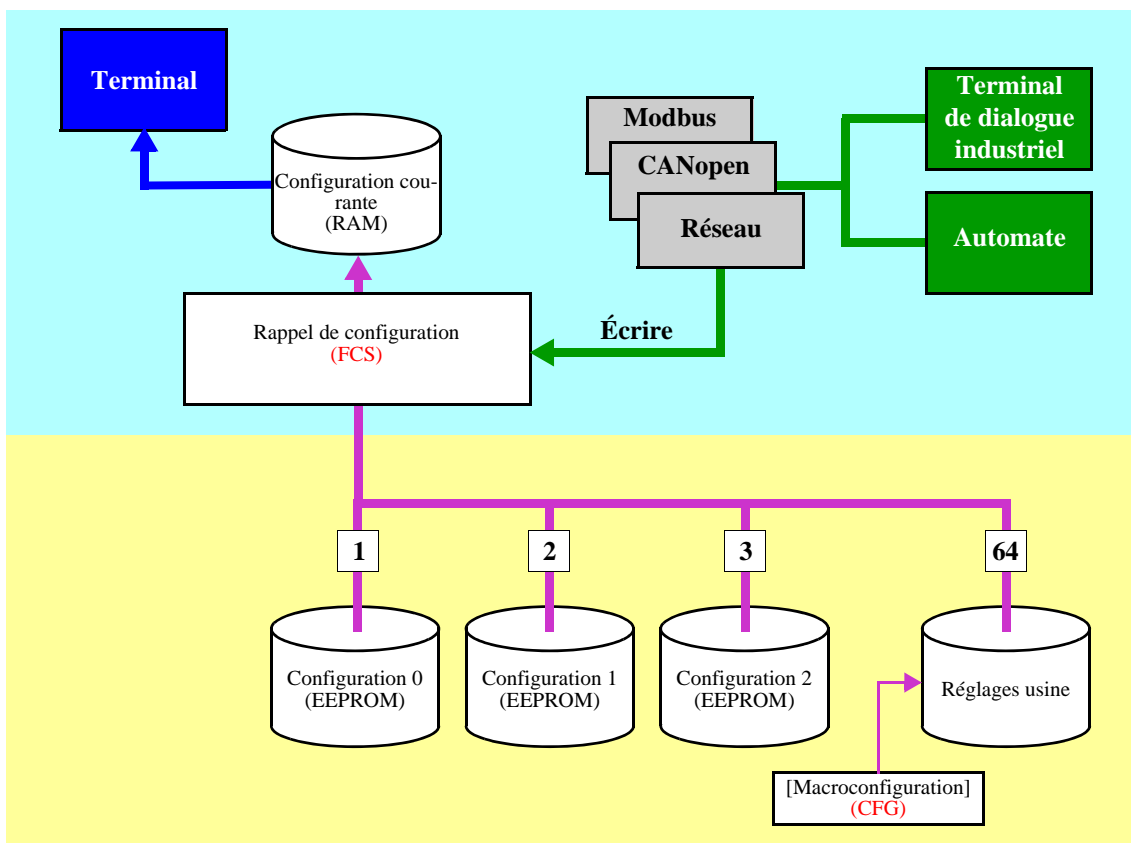 Terminal
Configuration cou-
rante
(RAM)
Modbus
CANopen
Réseau
Terminal
de dialogue
industriel
Automate
Rappel de configuration
(FCS)
Écrire
1
2
3
64
Configuration 0
(EEPROM)
Configuration 1
(EEPROM)
Configuration 2
(EEPROM)
Réglages usine
[Macroconfiguration]
(CFG)